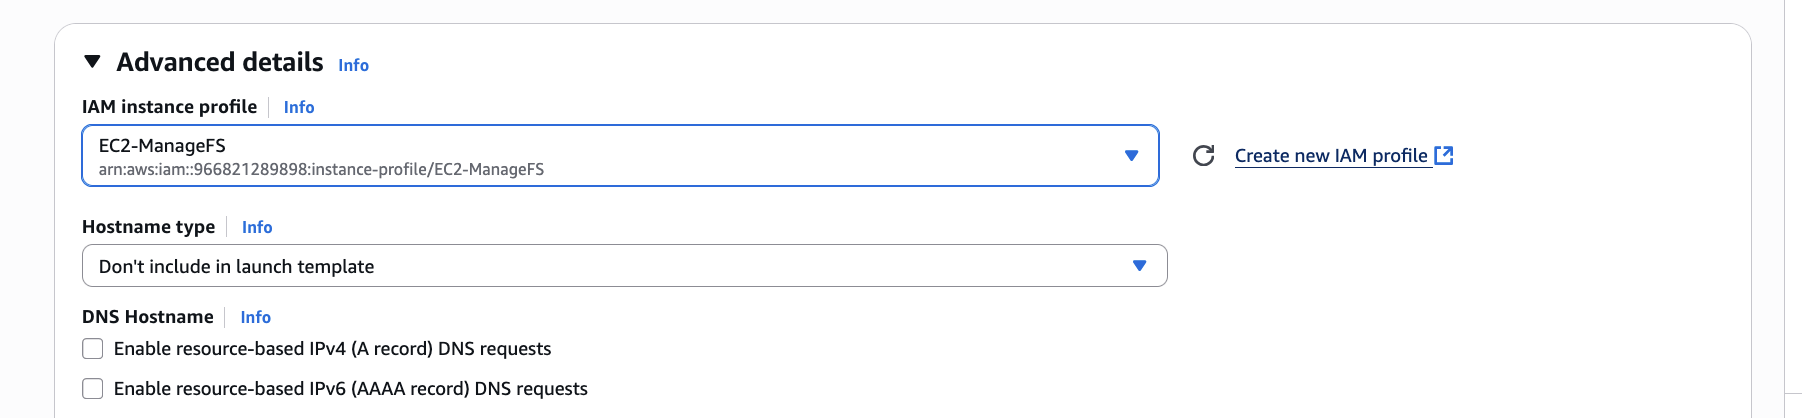 Advanced details Info
IAM instance profile Info
EC2-ManageFS
arn:aws:iam::966821289898:instance-profile/EC2-ManageFS
Create new IAM profile
Hostname type Info
Don't include in launch template
DNS Hostname Info
Enable resource-based IPv4 (A record) DNS requests
Enable resource-based IPv6 (AAAA record) DNS requests